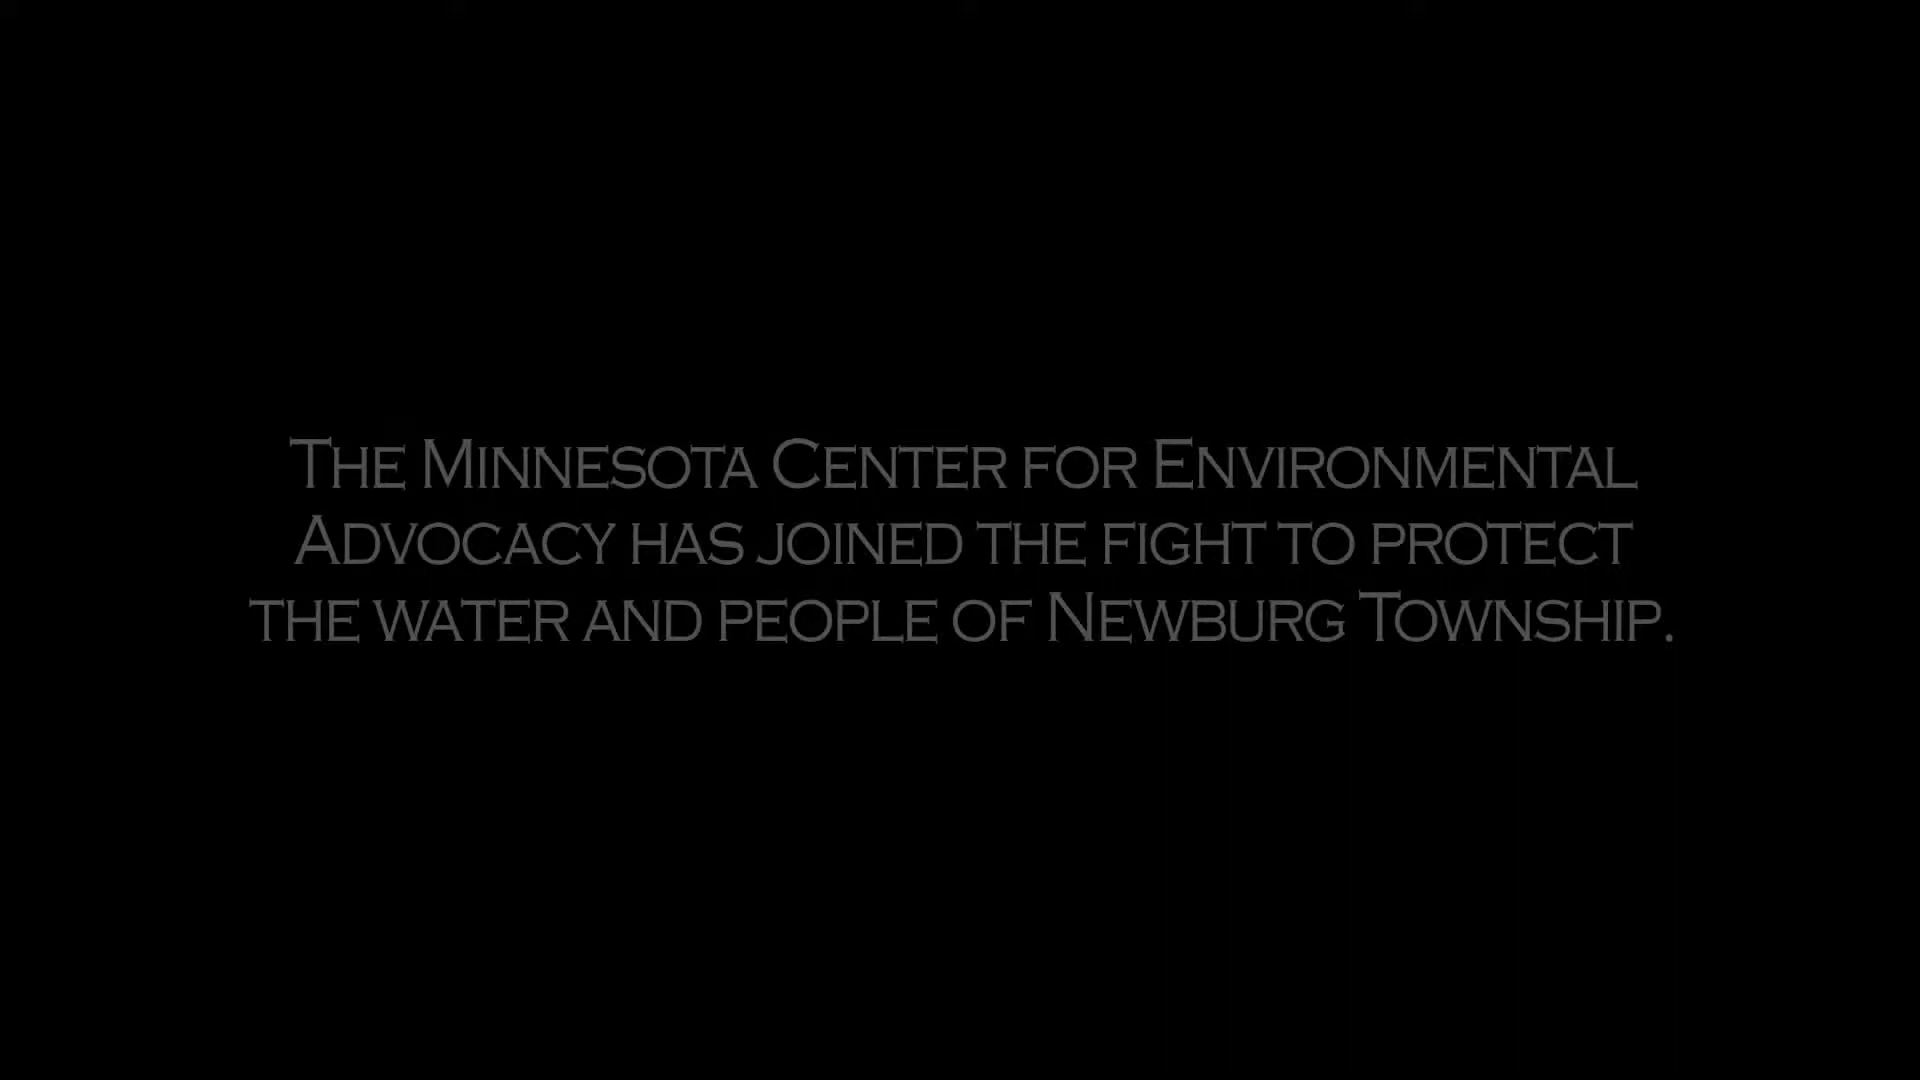 The Minnesota Center for Environmental
Advocacy has joined the fight to protect
the water and people of Newburg Township.